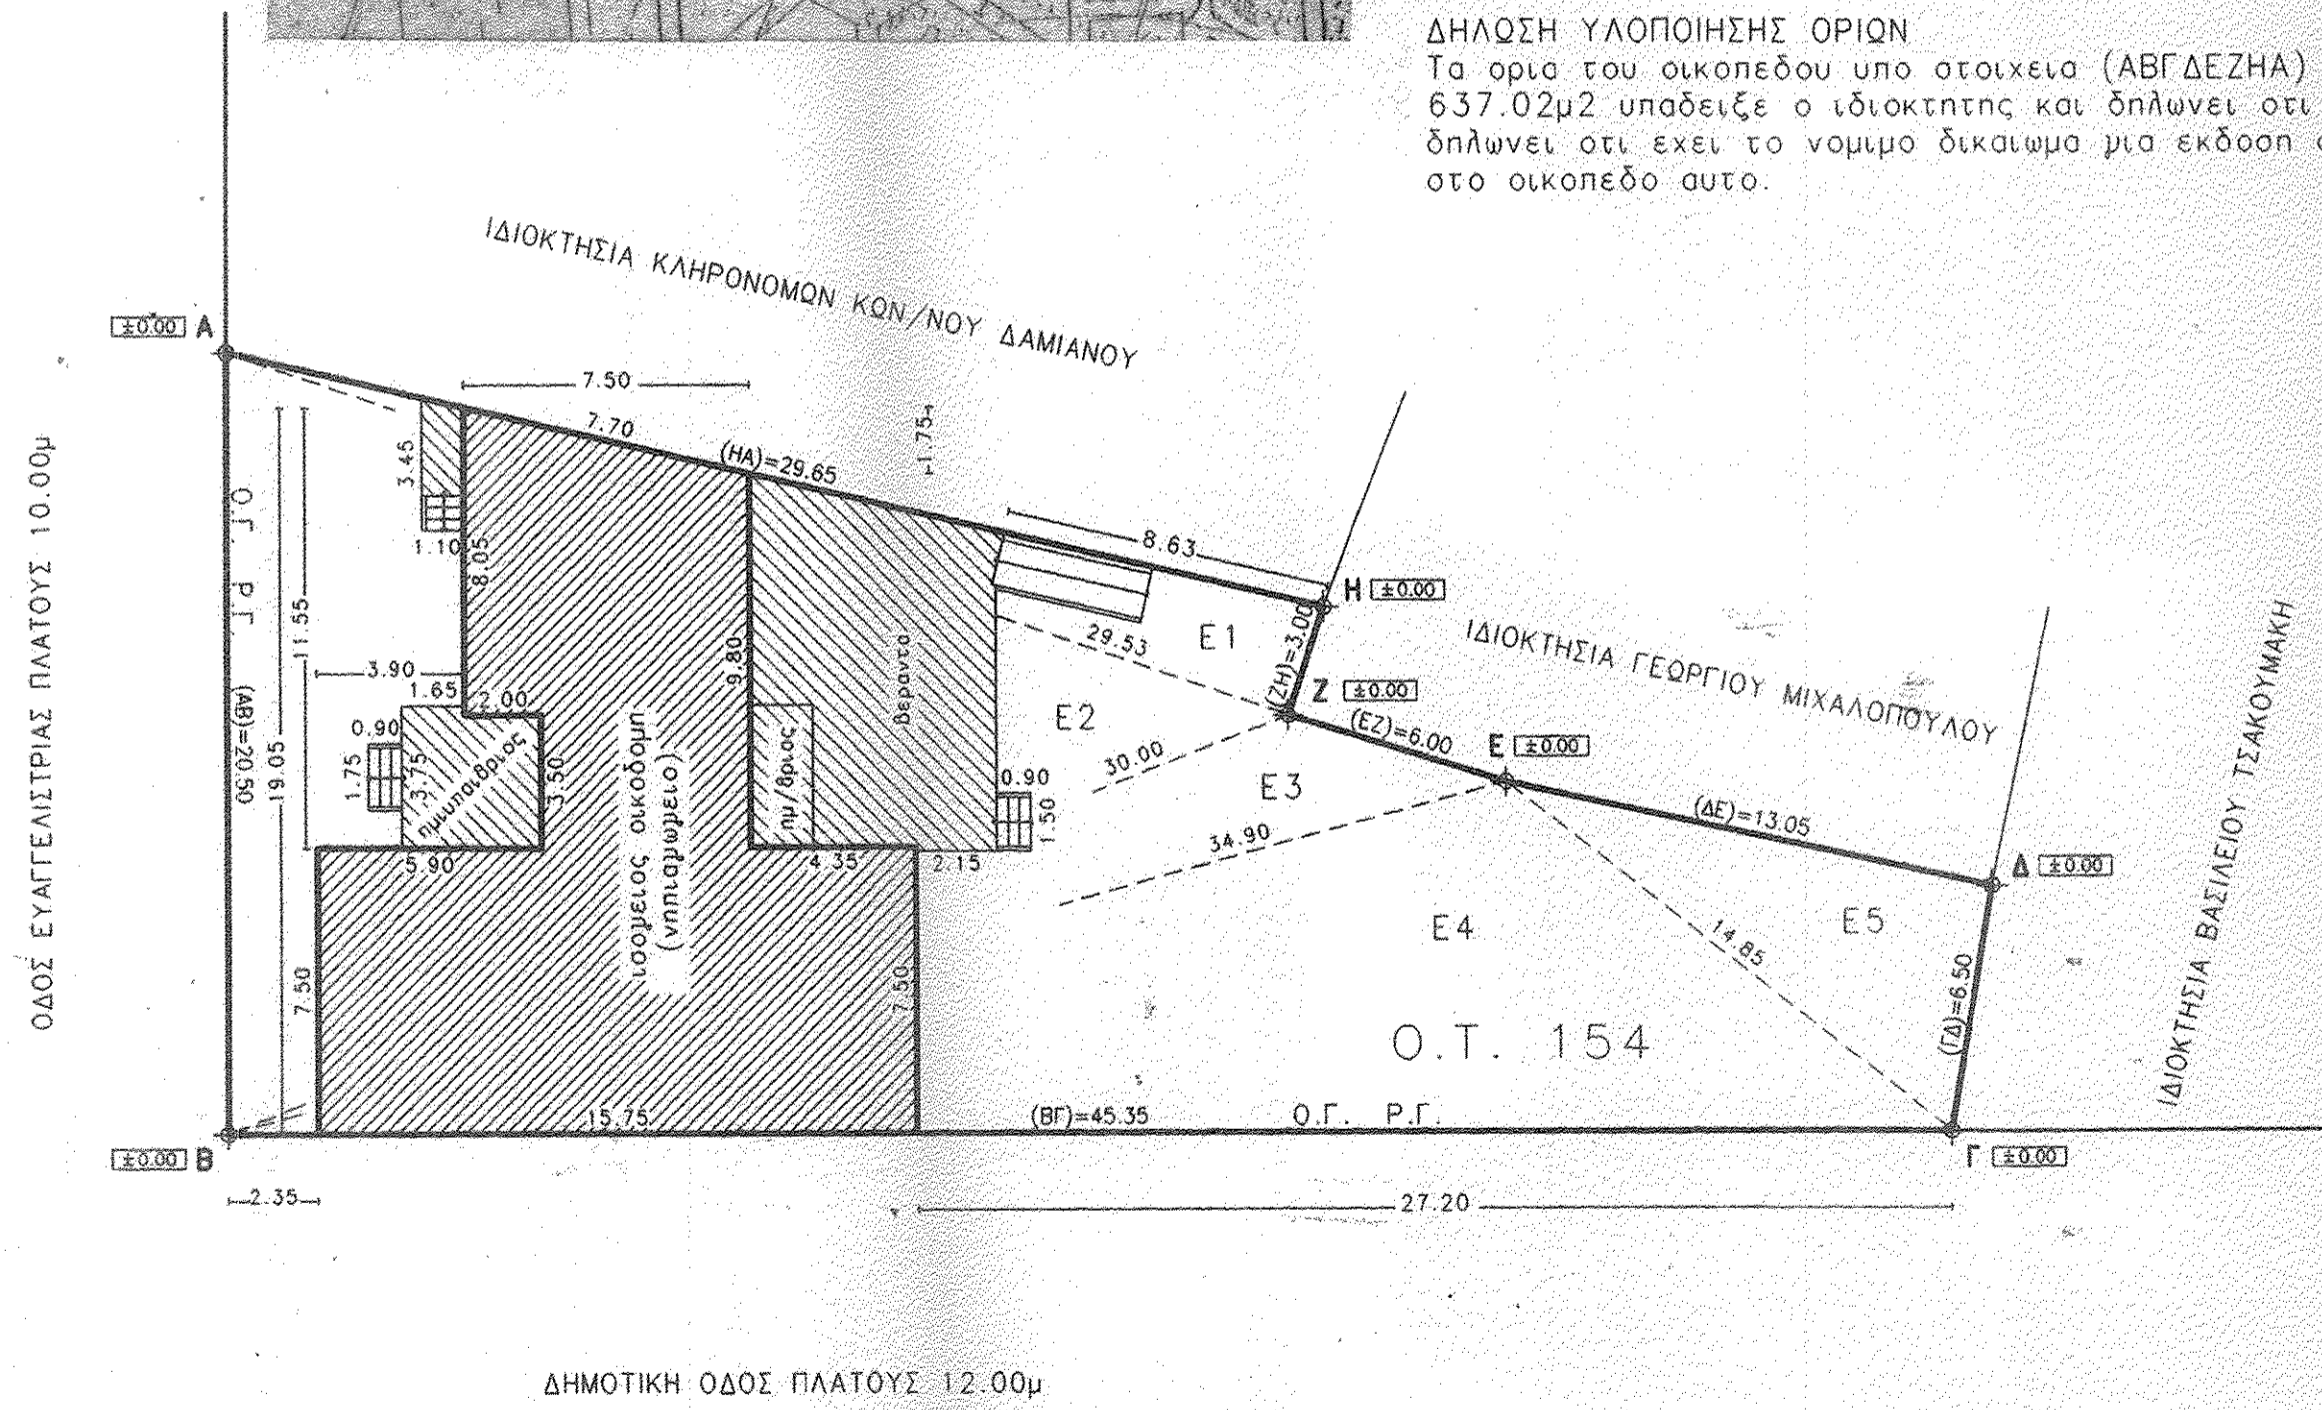 ΔΗΛΩΣΗ ΥΛΟΠΟΙΗΣΗΣ ΟΡΙΩΝ
Τα ορια του οικοπεδου υπο στοιχεια (ΑΒΓΔΕΖΗΑ)
637.02μ2 υπαδειξε ο ιδιοκτητης και δηλωνει οτι
δηλωνει οτι εχει το νομιμο δικαιωμα για εκδοση
στο οικοπεδο αυτο.
ΙΔΙΟΚΤΗΣΙΑ ΚΛΗΡΟΝΟΜΩΝ ΚΩΝ/ΝΟΥ ΔΑΜΙΑΝΟΥ
±0.00 Α
7.50
7.70
(ΗΑ)=29.65
1.75
3.45
1.10
8.05
8.63
Η ±0.00
(ΖΗ)=3.00
Ε1
29.53
Ζ ±0.00
ΙΔΙΟΚΤΗΣΙΑ ΓΕΩΡΓΙΟΥ ΜΙΧΑΛΟΠΟΥΛΟΥ
ΟΔΟΣ ΕΥΑΓΓΕΛΙΣΤΡΙΑΣ ΠΛΑΤΟΥΣ 10.00μ
Ο.Γ. Ρ.Γ.
(ΑΒ)=20.50
19.05
11.55
3.90
1.65
2.00
0.90
1.75
3.75
ημιυπαιθριος
3.50
5.90
9.80
ισογειος οικοδομη
(νηπιαγωγειο)
ημ/θριος
βεραντα
4.35
2.15
0.90
1.50
Ε2
30.00
(ΕΖ)=6.00
Ε ±0.00
Ε3
34.90
(ΔΕ)=13.05
Δ ±0.00
Ε4
14.85
Ε5
(ΓΔ)=6.50
ΙΔΙΟΚΤΗΣΙΑ ΒΑΣΙΛΕΙΟΥ ΤΣΑΚΟΥΜΑΚΗ
7.50
7.50
Ο.Τ. 154
15.75
(ΒΓ)=45.35
Ο.Γ. Ρ.Γ.
±0.00 Β
Γ ±0.00
2.35
27.20
ΔΗΜΟΤΙΚΗ ΟΔΟΣ ΠΛΑΤΟΥΣ 12.00μ